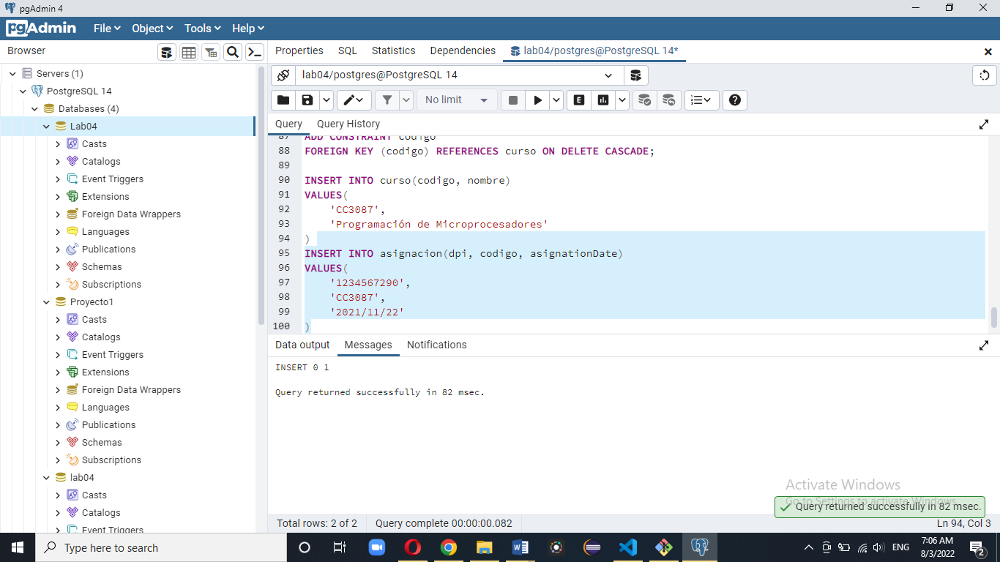 pgAdmin 4
pgAdmin File Object Tools Help
Browser
Properties SQL Statistics Dependencies lab04/postgres@PostgreSQL 14*
Servers (1)
PostgreSQL 14
Databases (4)
Lab04
Casts
Catalogs
Event Triggers
Extensions
Foreign Data Wrappers
Languages
Publications
Schemas
Subscriptions
Proyecto1
Casts
Catalogs
Event Triggers
Extensions
Foreign Data Wrappers
Languages
Publications
Schemas
Subscriptions
lab04
Casts
Catalogs
Event Triggers
lab04/postgres@PostgreSQL 14
No limit
E
Query Query History
87 ADD CONSTRAINT codigo
88 FOREIGN KEY (codigo) REFERENCES curso ON DELETE CASCADE;
89
90 INSERT INTO curso(codigo, nombre)
91 VALUES(
92 'CC3087',
93 'Programación de Microprocesadores'
94 )
95 INSERT INTO asignacion(dpi, codigo, asignationDate)
96 VALUES(
97 '1234567290',
98 'CC3087',
99 '2021/11/22'
100 )
Data output Messages Notifications
INSERT 0 1
Query returned successfully in 82 msec.
Activate Windows
Go to Settings to activate Windows.
Query returned successfully in 82 msec.
Total rows: 2 of 2 Query complete 00:00:00.082 Ln 94, Col 3
Type here to search
ENG
7:06 AM
8/3/2022
2